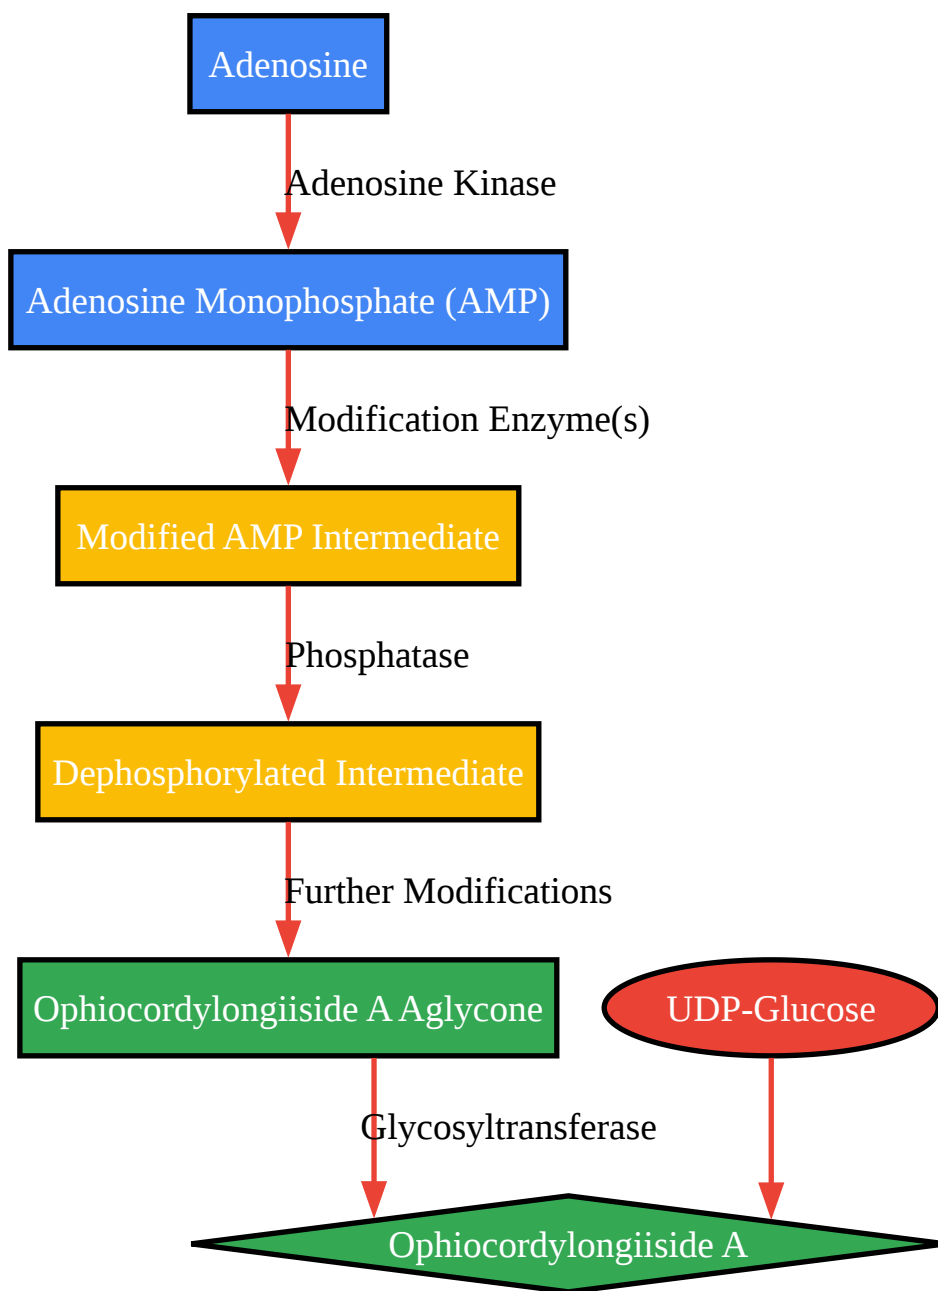 Adenosine
Adenosine Kinase
Adenosine Monophosphate (AMP)
Modification Enzyme(s)
Modified AMP Intermediate
Phosphatase
Dephosphorylated Intermediate
Further Modifications
Ophiocordylongiiside A Aglycone
UDP-Glucose
Glycosyltransferase
Ophiocordylongiiside A